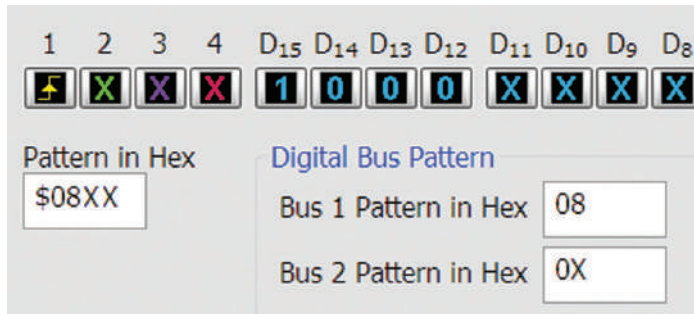 1 2 3 4 D₁₅ D₁₄ D₁₃ D₁₂ D₁₁ D₁₀ D₉ D₈
X X X 1 0 0 0 X X X X
Pattern in Hex
$08XX
Digital Bus Pattern
Bus 1 Pattern in Hex 08
Bus 2 Pattern in Hex 0X